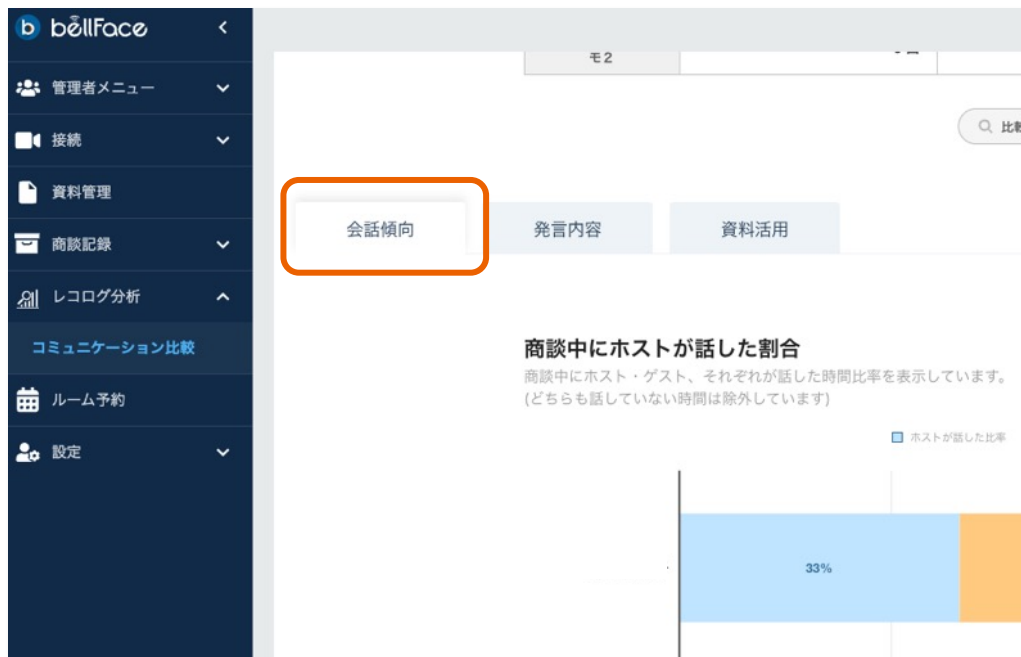 bellFace
管理者メニュー
接続
資料管理
商談記録
レコログ分析
コミュニケーション比較
ルーム予約
設定
モ2
比較
会話傾向
発言内容
資料活用
商談中にホストが話した割合
商談中にホスト・ゲスト、それぞれが話した時間比率を表示しています。
(どちらも話していない時間は除外しています)
ホストが話した比率
33%